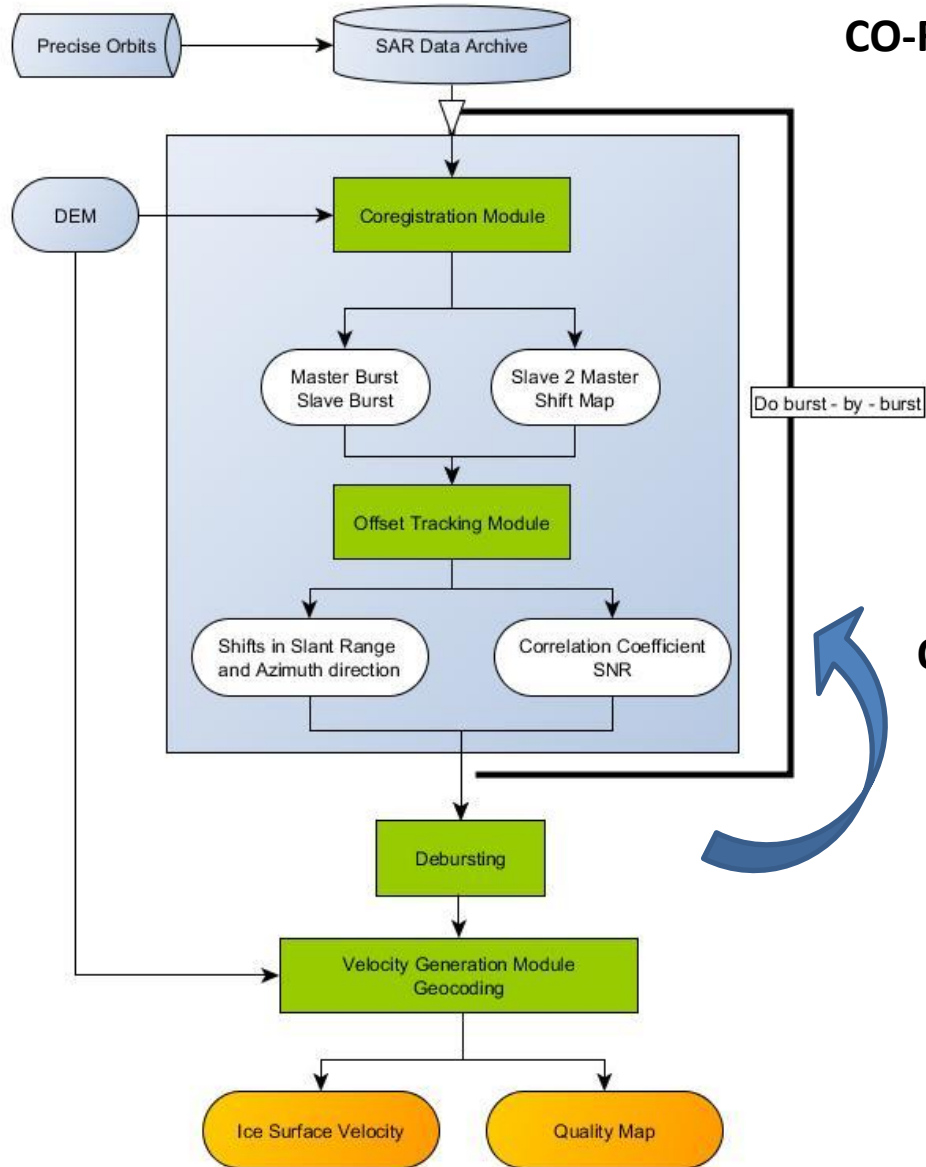 Precise Orbits
SAR Data Archive
DEM
Coregistration Module
Master Burst
Slave Burst
Slave 2 Master
Shift Map
Do burst - by - burst
Offset Tracking Module
Shifts in Slant Range
and Azimuth direction
Correlation Coefficient
SNR
Debursting
Velocity Generation Module
Geocoding
Ice Surface Velocity
Quality Map